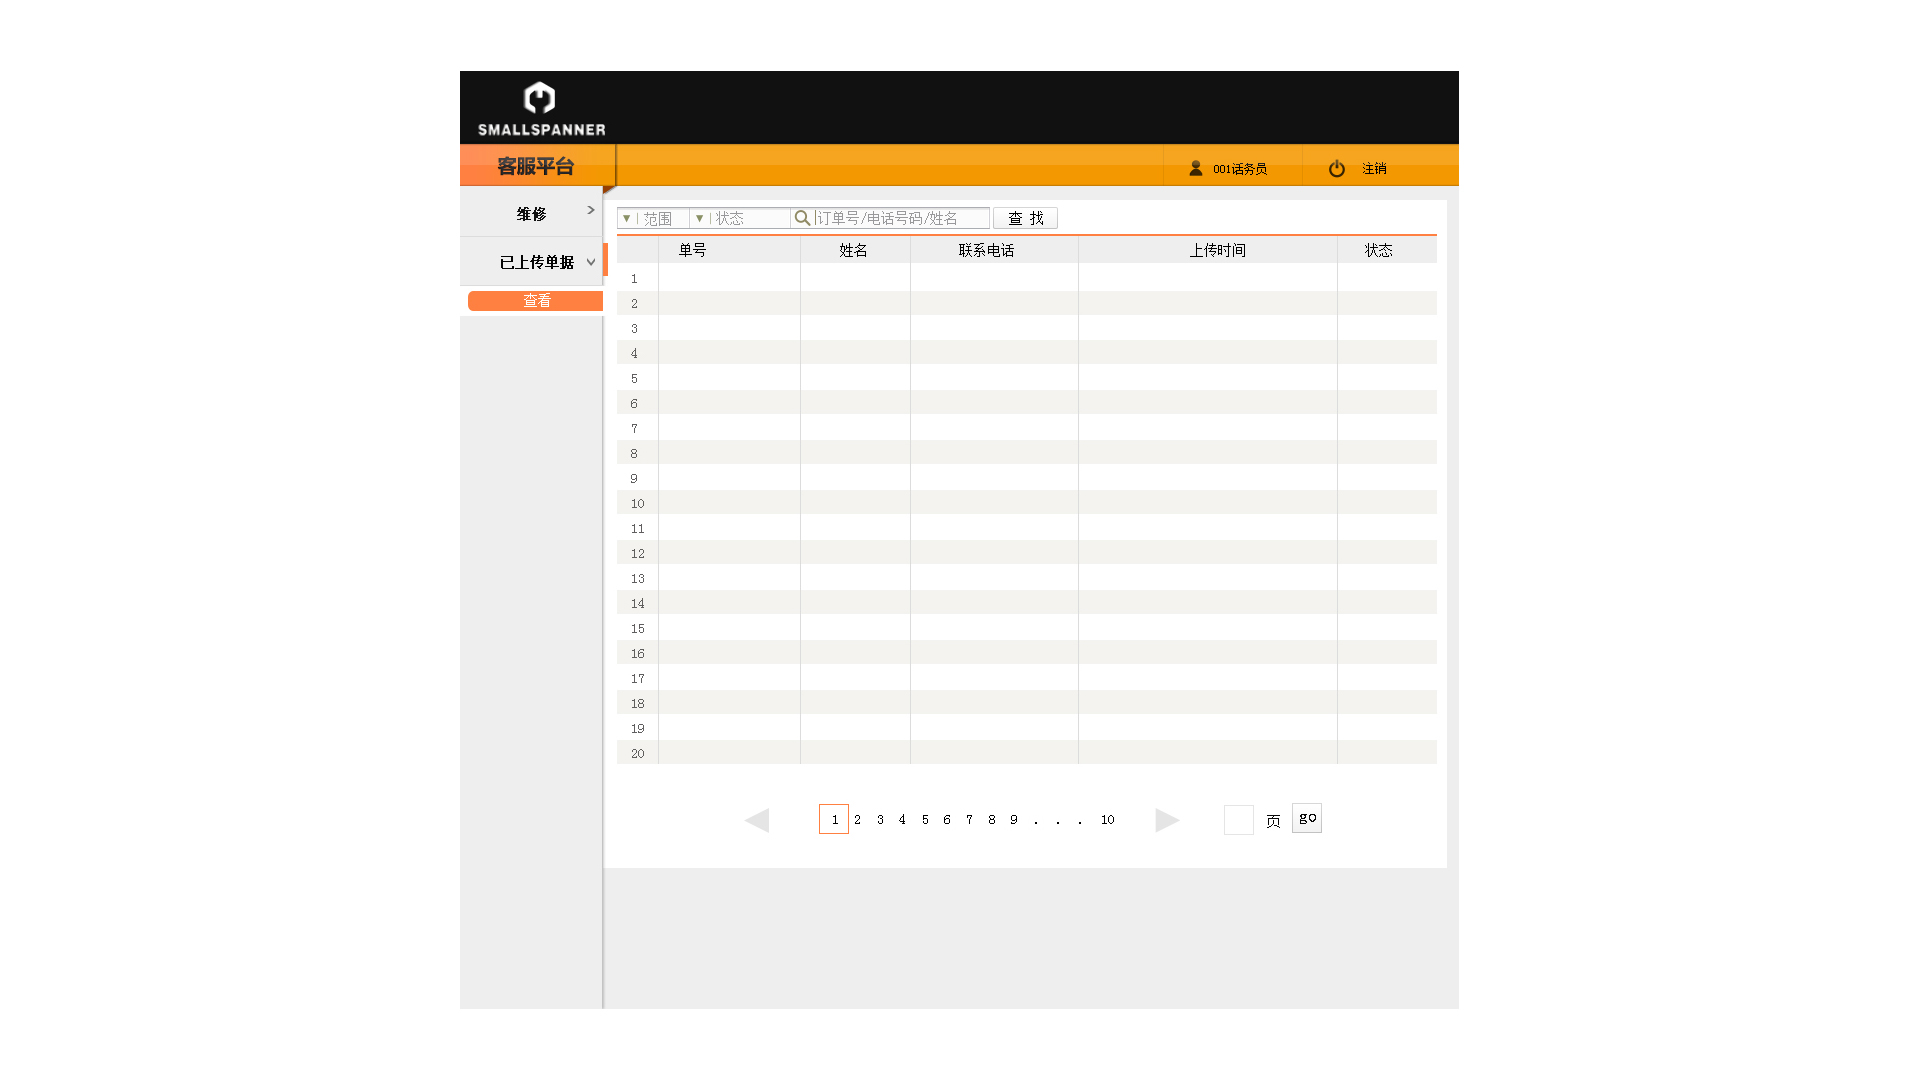 SMALLSPANNER
客服平台
001话务员
注销
维修
已上传单据
查看
范围 状态 订单号/电话号码/姓名 查 找
单号 姓名 联系电话 上传时间 状态
1
2
3
4
5
6
7
8
9
10
11
12
13
14
15
16
17
18
19
20
1 2 3 4 5 6 7 8 9 . . . 10 页 go